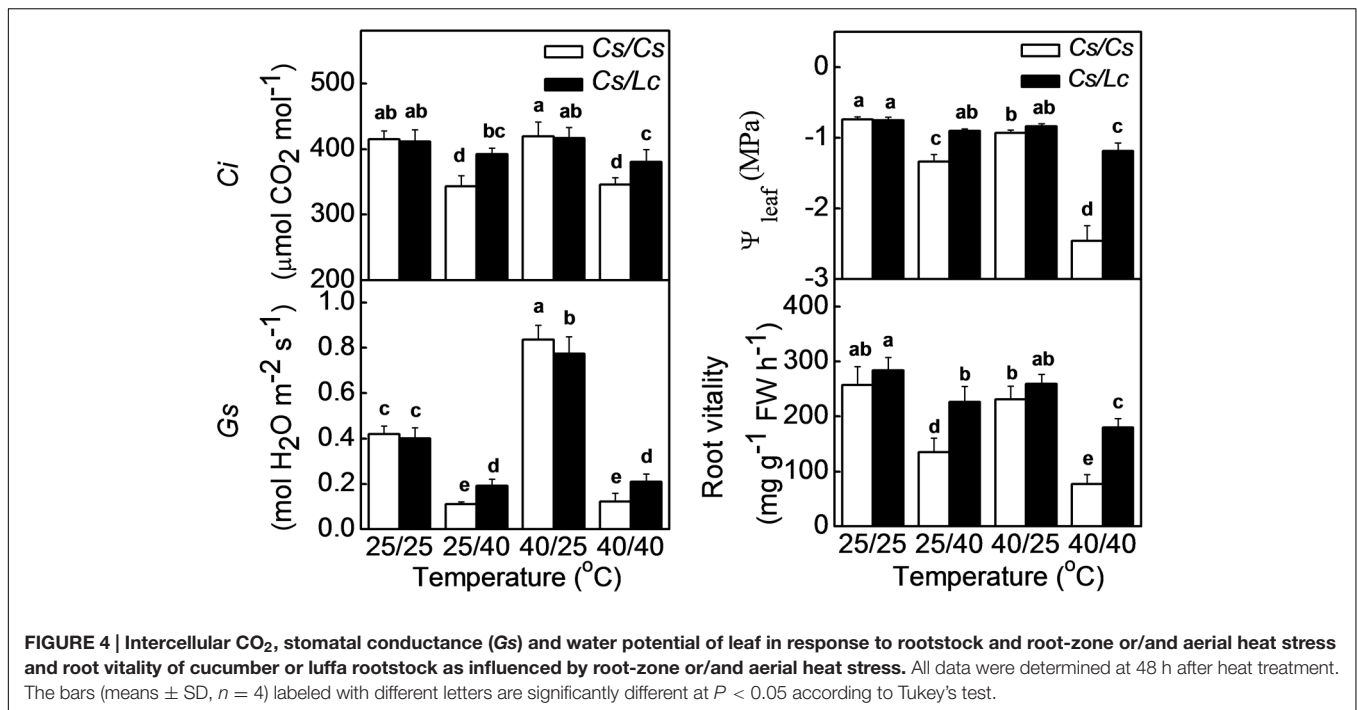 Cs/Cs
Cs/Lc
500
400
300
200
Ci
(μmol CO2 mol-1)
ab ab d bc a ab d c
Cs/Cs
Cs/Lc
0
-1
-2
-3
Ψ leaf (MPa)
a a c ab b ab d c
1.0
0.8
0.6
0.4
0.2
0.0
Gs
(mol H2O m-2 s-1)
c c e d a b e d
25/25 25/40 40/25 40/40
Temperature (oC)
400
300
200
100
0
Root vitality
(mg g-1 FW h-1)
ab a d b b ab e c
25/25 25/40 40/25 40/40
Temperature (oC)
FIGURE 4 | Intercellular CO2, stomatal conductance (Gs) and water potential of leaf in response to rootstock and root-zone or/and aerial heat stress
and root vitality of cucumber or luffa rootstock as influenced by root-zone or/and aerial heat stress. All data were determined at 48 h after heat treatment.
The bars (means ± SD, n = 4) labeled with different letters are significantly different at P < 0.05 according to Tukey's test.